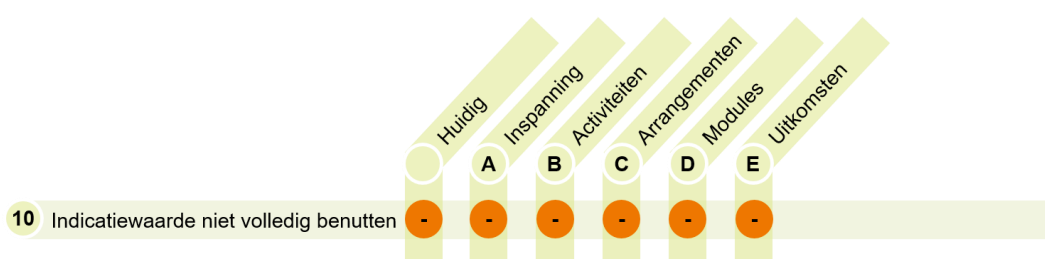 Huidig
Inspanning
Activiteiten
Arrangementen
Modules
Uitkomsten
A B C D E
10 Indicatiewaarde niet volledig benutten - - - - - -